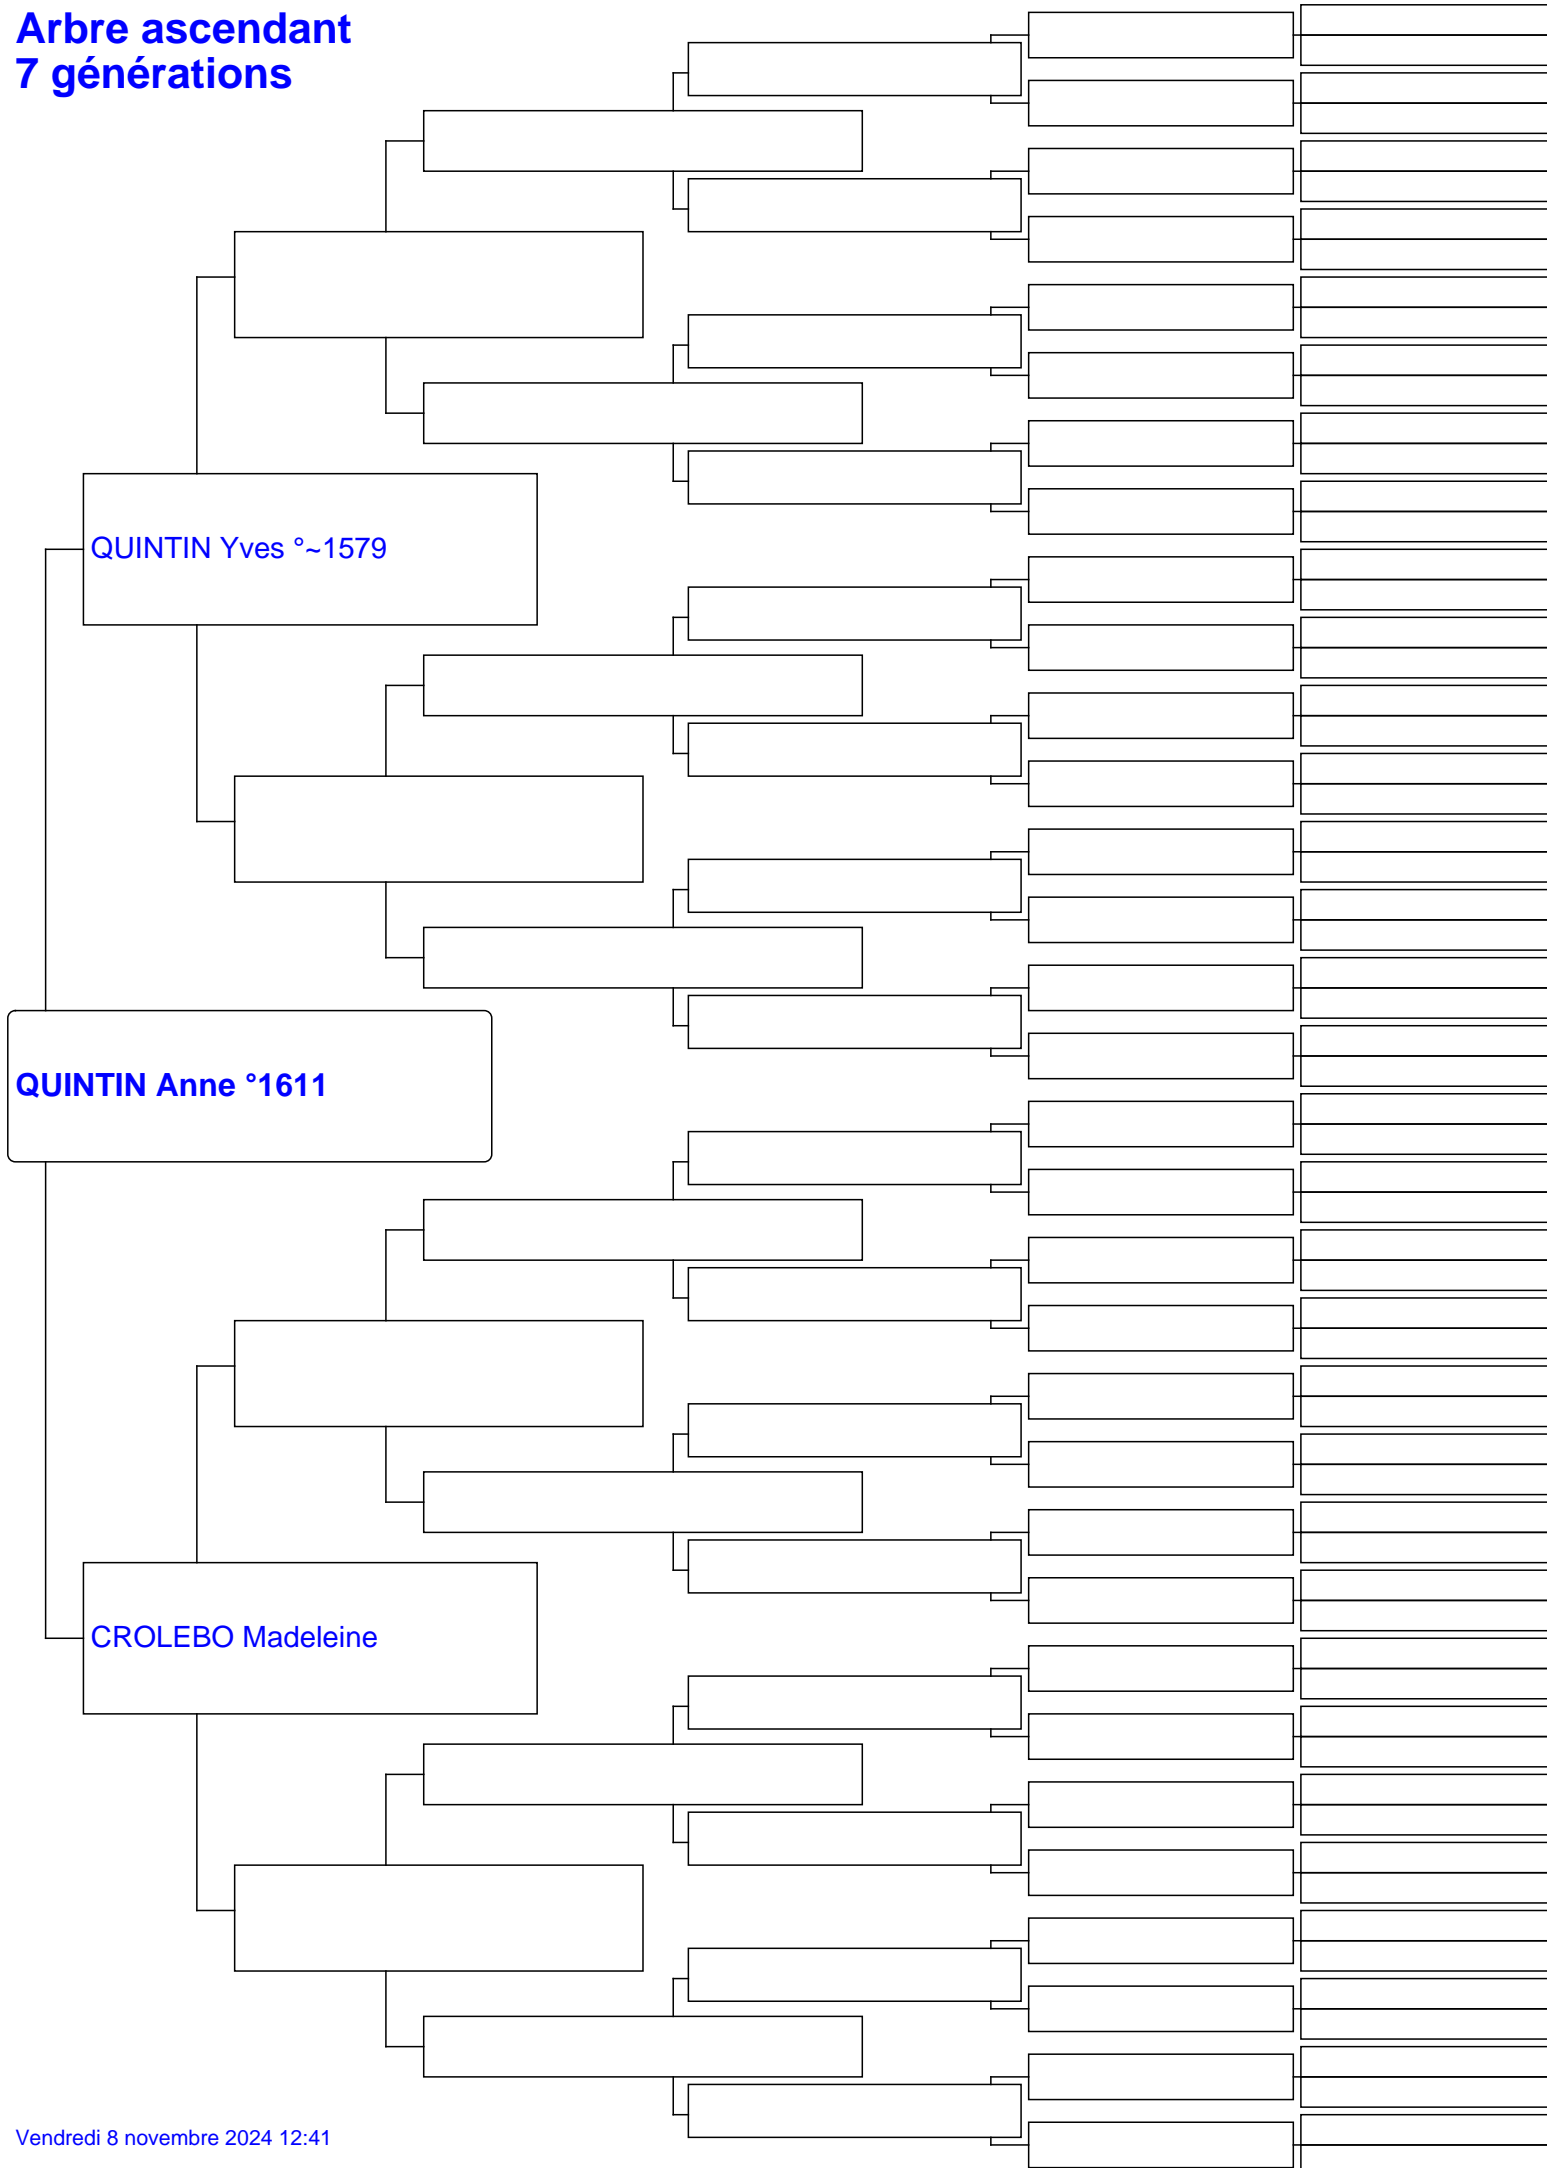 Arbre ascendant
7 générations
QUINTIN Yves °~1579
QUINTIN Anne °1611
CROLEBO Madeleine
Vendredi 8 novembre 2024 12:41